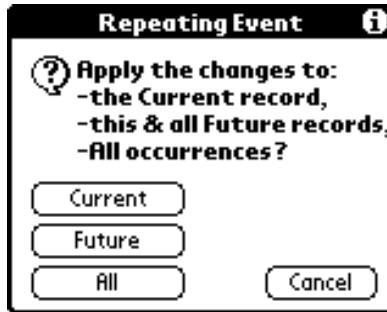 Repeating Event
Apply the changes to:
-the Current record,
-this & all Future records,
-All occurrences?
Current
Future
All
Cancel